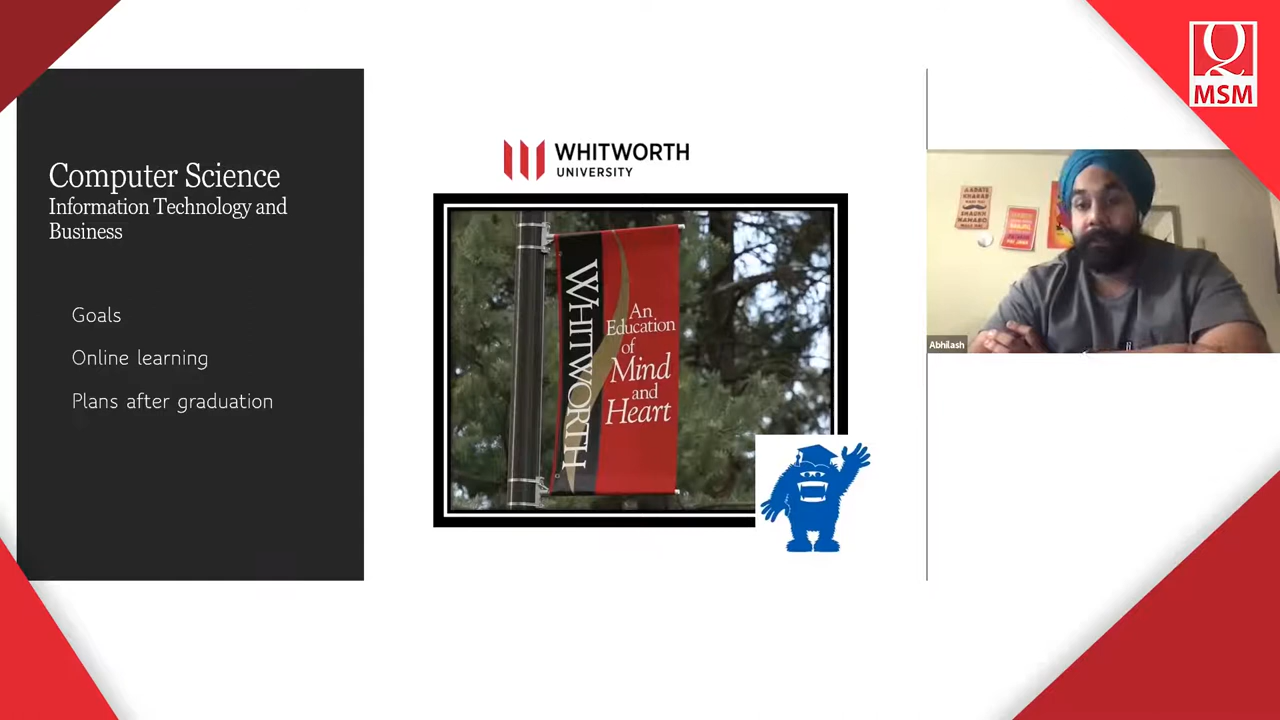 Computer Science
Information Technology and
Business
Goals
Online learning
Plans after graduation
WHITWORTH
UNIVERSITY
WHITWORTH
An
Education
of
Mind
and
Heart
MSM
Abhilash